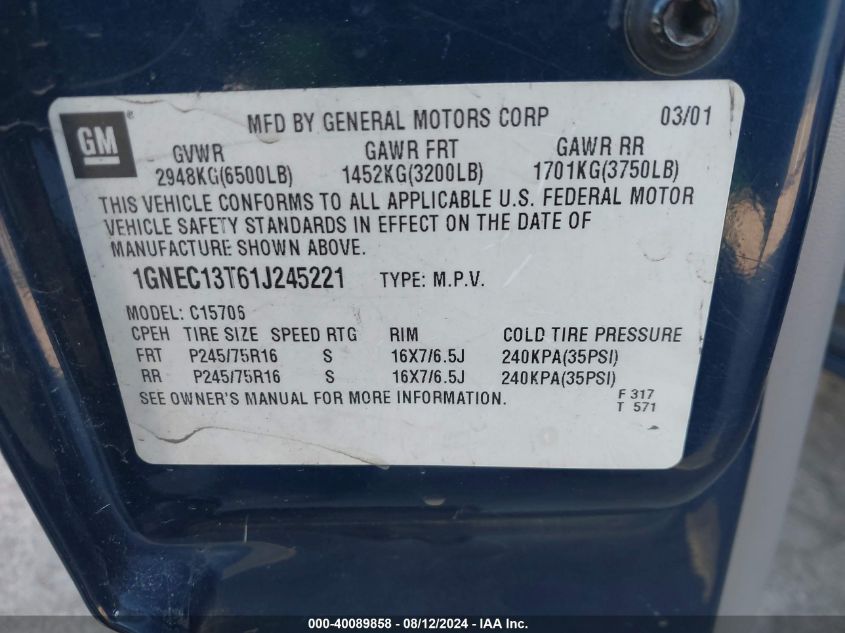 GM
MFD BY GENERAL MOTORS CORP 03/01
GVWR GAWR FRT GAWR RR
2948KG(6500LB) 1452KG(3200LB) 1701KG(3750LB)
THIS VEHICLE CONFORMS TO ALL APPLICABLE U.S. FEDERAL MOTOR
VEHICLE SAFETY STANDARDS IN EFFECT ON THE DATE OF
MANUFACTURE SHOWN ABOVE.
1GNEC13T61J245221 TYPE: M.P.V.
MODEL: C15706
CPEH TIRE SIZE SPEED RTG RIM COLD TIRE PRESSURE
FRT P245/75R16 S 16X7/6.5J 240KPA(35PSI)
RR P245/75R16 S 16X7/6.5J 240KPA(35PSI)
SEE OWNER'S MANUAL FOR MORE INFORMATION. F 317
T 571
000-40089858 - 08/12/2024 - IAA Inc.